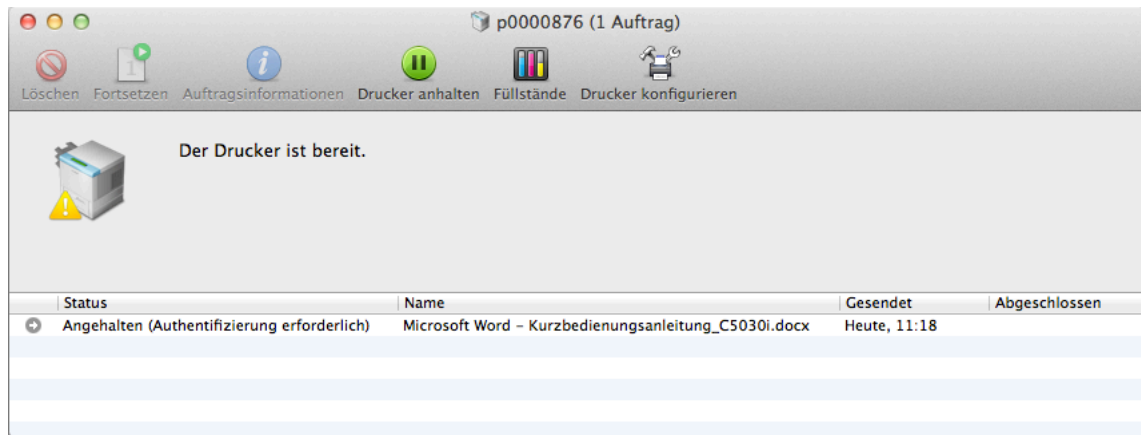 p0000876 (1 Auftrag)
1
Löschen Fortsetzen Auftragsinformationen Drucker anhalten Füllstände Drucker konfigurieren
Der Drucker ist bereit.
Status Name Gesendet Abgeschlossen
Angehalten (Authentifizierung erforderlich) Microsoft Word – Kurzbedienungsanleitung_C5030i.docx Heute, 11:18